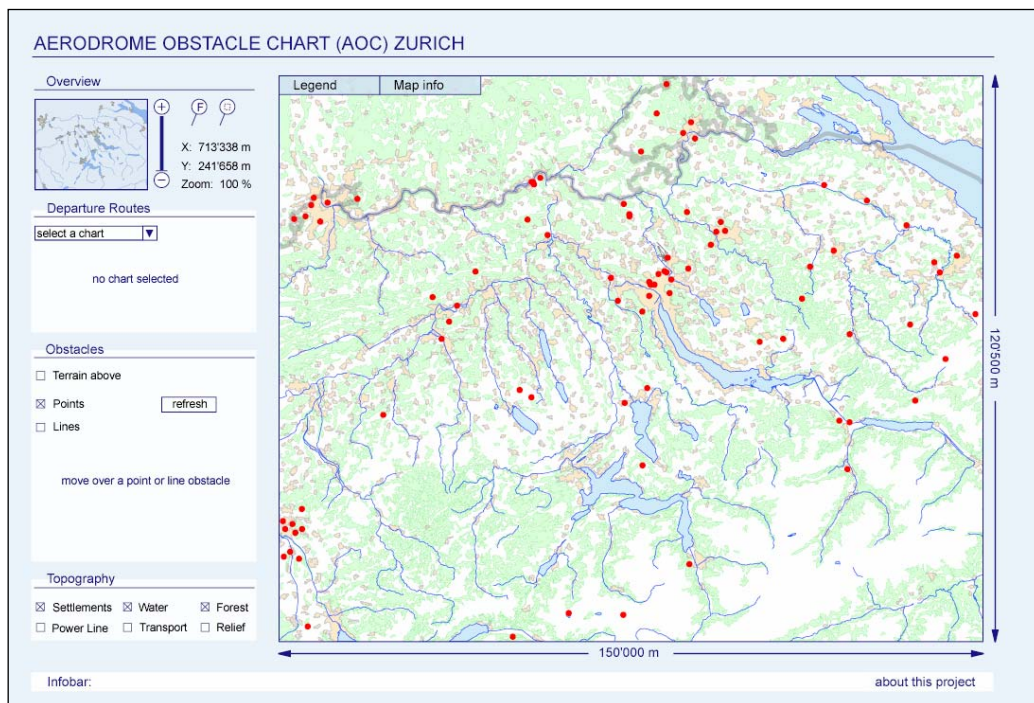 AERODROME OBSTACLE CHART (AOC) ZURICH
Overview
F
X: 713'338 m
Y: 241'658 m
Zoom: 100 %
Departure Routes
select a chart
no chart selected
Obstacles
Terrain above
Points
refresh
Lines
move over a point or line obstacle
Topography
Settlements Water Forest
Power Line Transport Relief
Legend Map info
120'500 m
150'000 m
Infobar: about this project